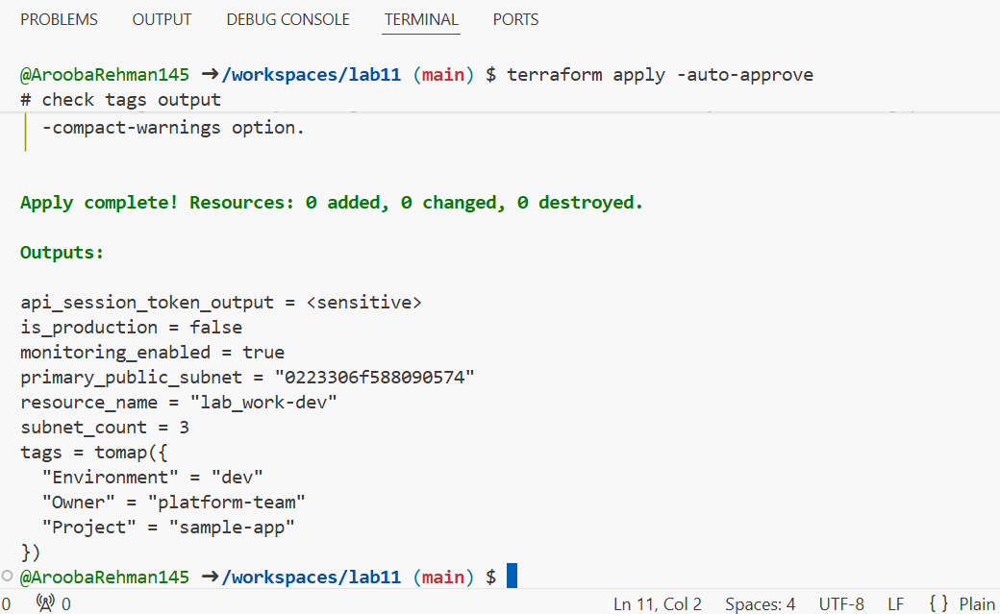 PROBLEMS OUTPUT DEBUG CONSOLE TERMINAL PORTS
@AroobaRehman145 ➜/workspaces/lab11 (main) $ terraform apply -auto-approve
# check tags output
-compact-warnings option.
Apply complete! Resources: 0 added, 0 changed, 0 destroyed.
Outputs:
api_session_token_output = <sensitive>
is_production = false
monitoring_enabled = true
primary_public_subnet = "0223306f588090574"
resource_name = "lab_work-dev"
subnet_count = 3
tags = tomap({
  "Environment" = "dev"
  "Owner" = "platform-team"
  "Project" = "sample-app"
})
@AroobaRehman145 ➜/workspaces/lab11 (main) $
0 0 Ln 11, Col 2 Spaces: 4 UTF-8 LF { } Plain